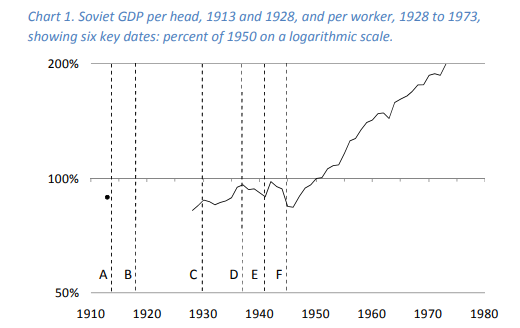 Chart 1. Soviet GDP per head, 1913 and 1928, and per worker, 1928 to 1973,
showing six key dates: percent of 1950 on a logarithmic scale.
200%
100%
A B C D E F
50%
1910 1920 1930 1940 1950 1960 1970 1980